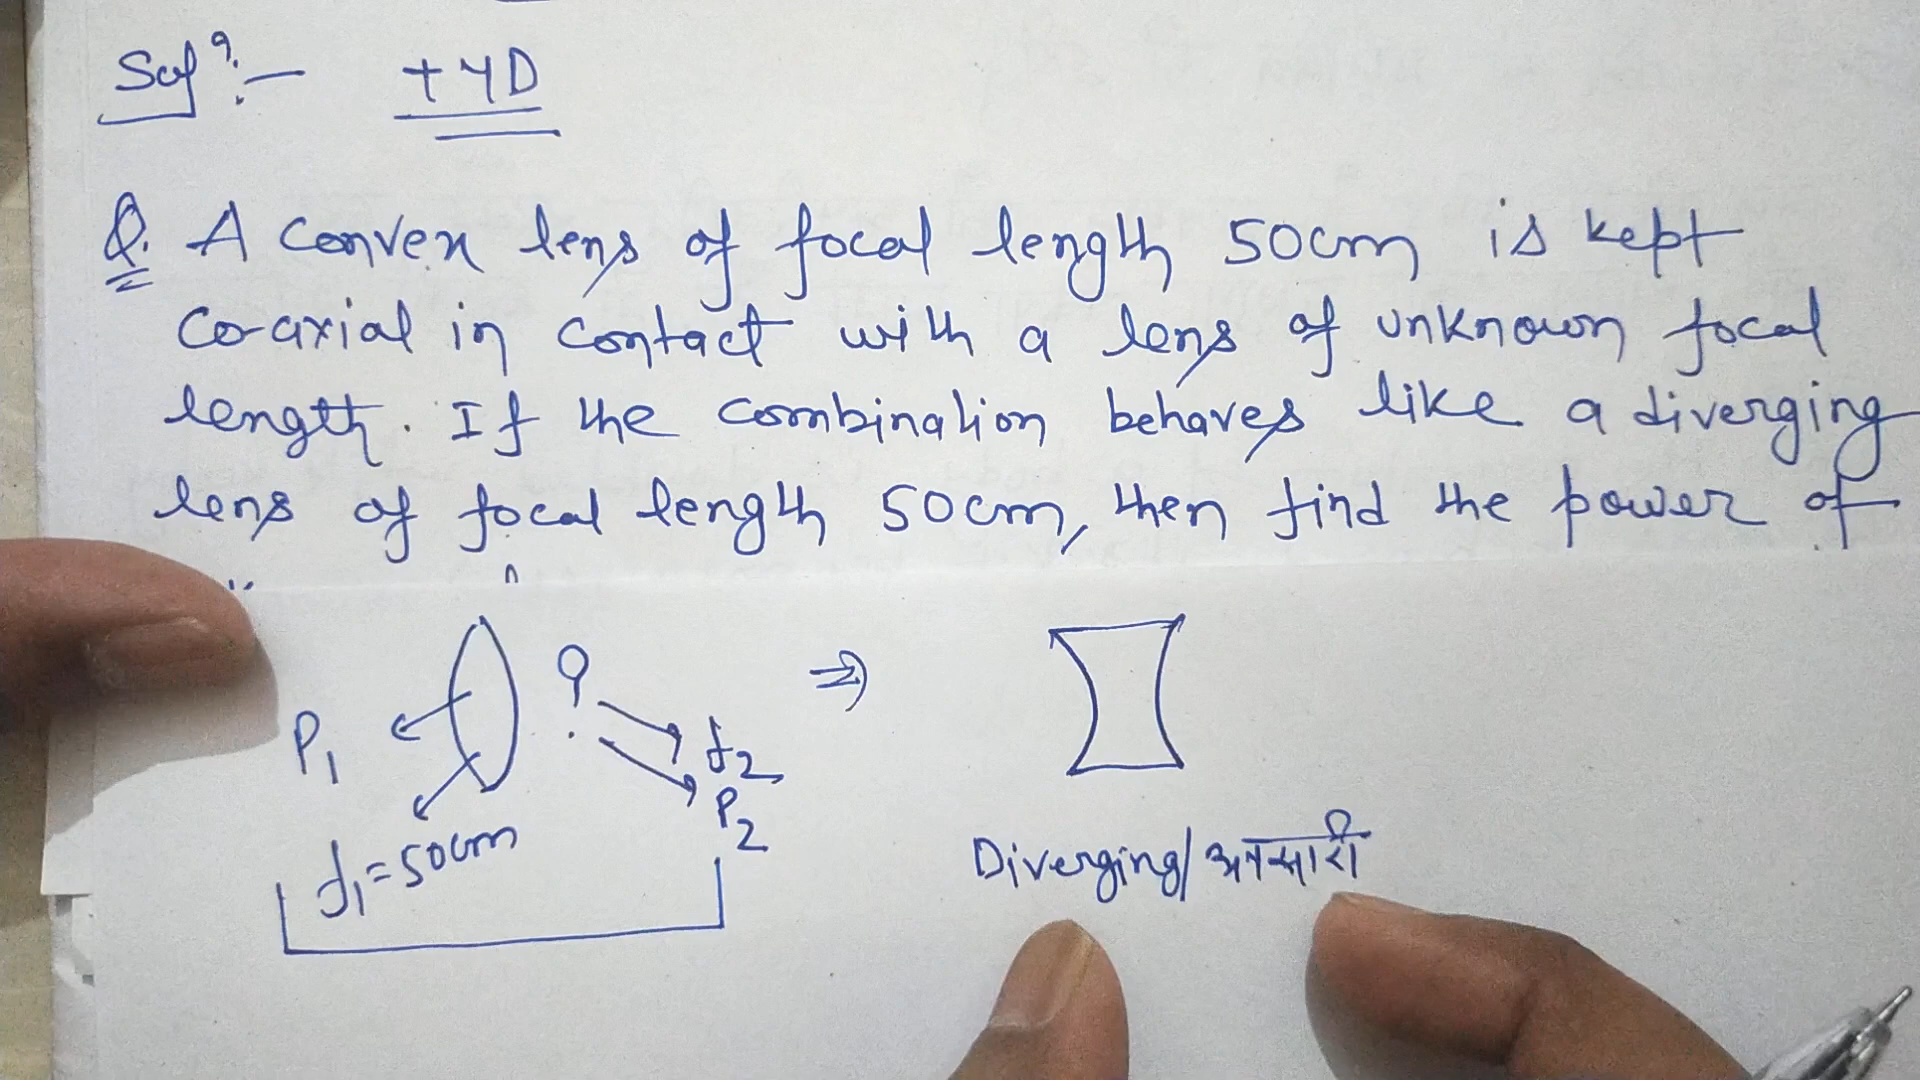 Solⁿ:-   +4D
Q. A convex lens of focal length 50cm is kept
co-axial in contact with a lens of unknown focal
length. If the combination behaves like a diverging
lens of focal length 50cm, then find the power of
? ⇒
P₁ f₂
P₂
f₁=50cm
Diverging/अपसारी